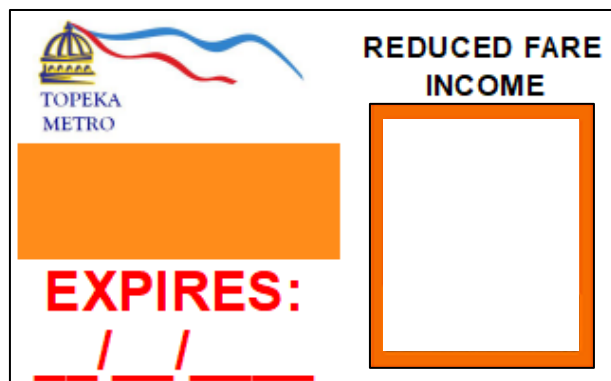 TOPEKA
METRO
REDUCED FARE
INCOME
EXPIRES:
__/__/____